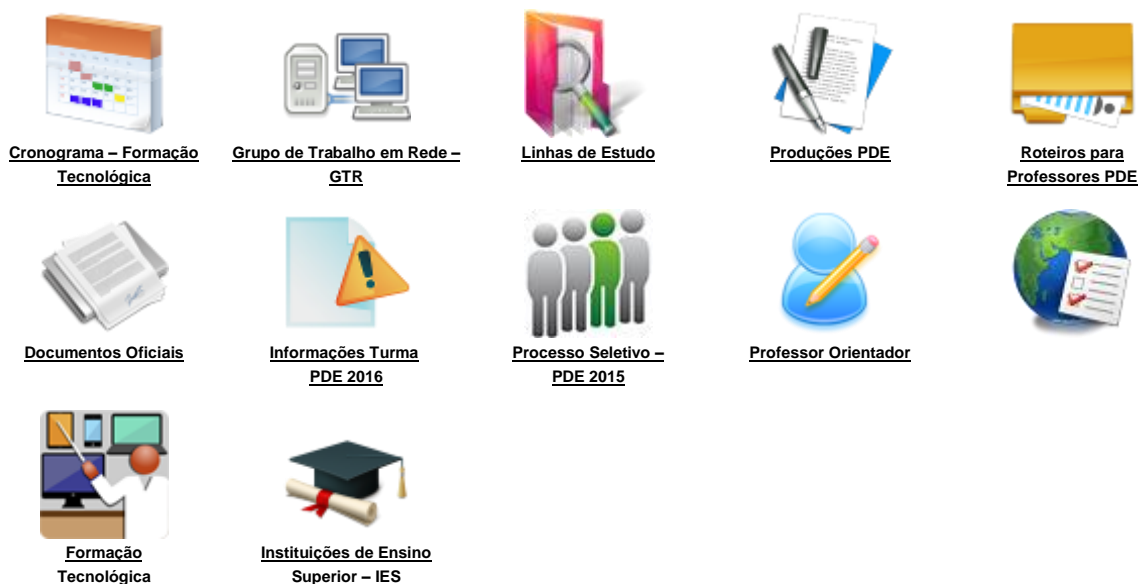 Cronograma – Formação
Tecnológica
Grupo de Trabalho em Rede –
GTR
Linhas de Estudo
Produções PDE
Roteiros para
Professores PDE
Documentos Oficiais
Informações Turma
PDE 2016
Processo Seletivo –
PDE 2015
Professor Orientador
Formação
Tecnológica
Instituições de Ensino
Superior – IES